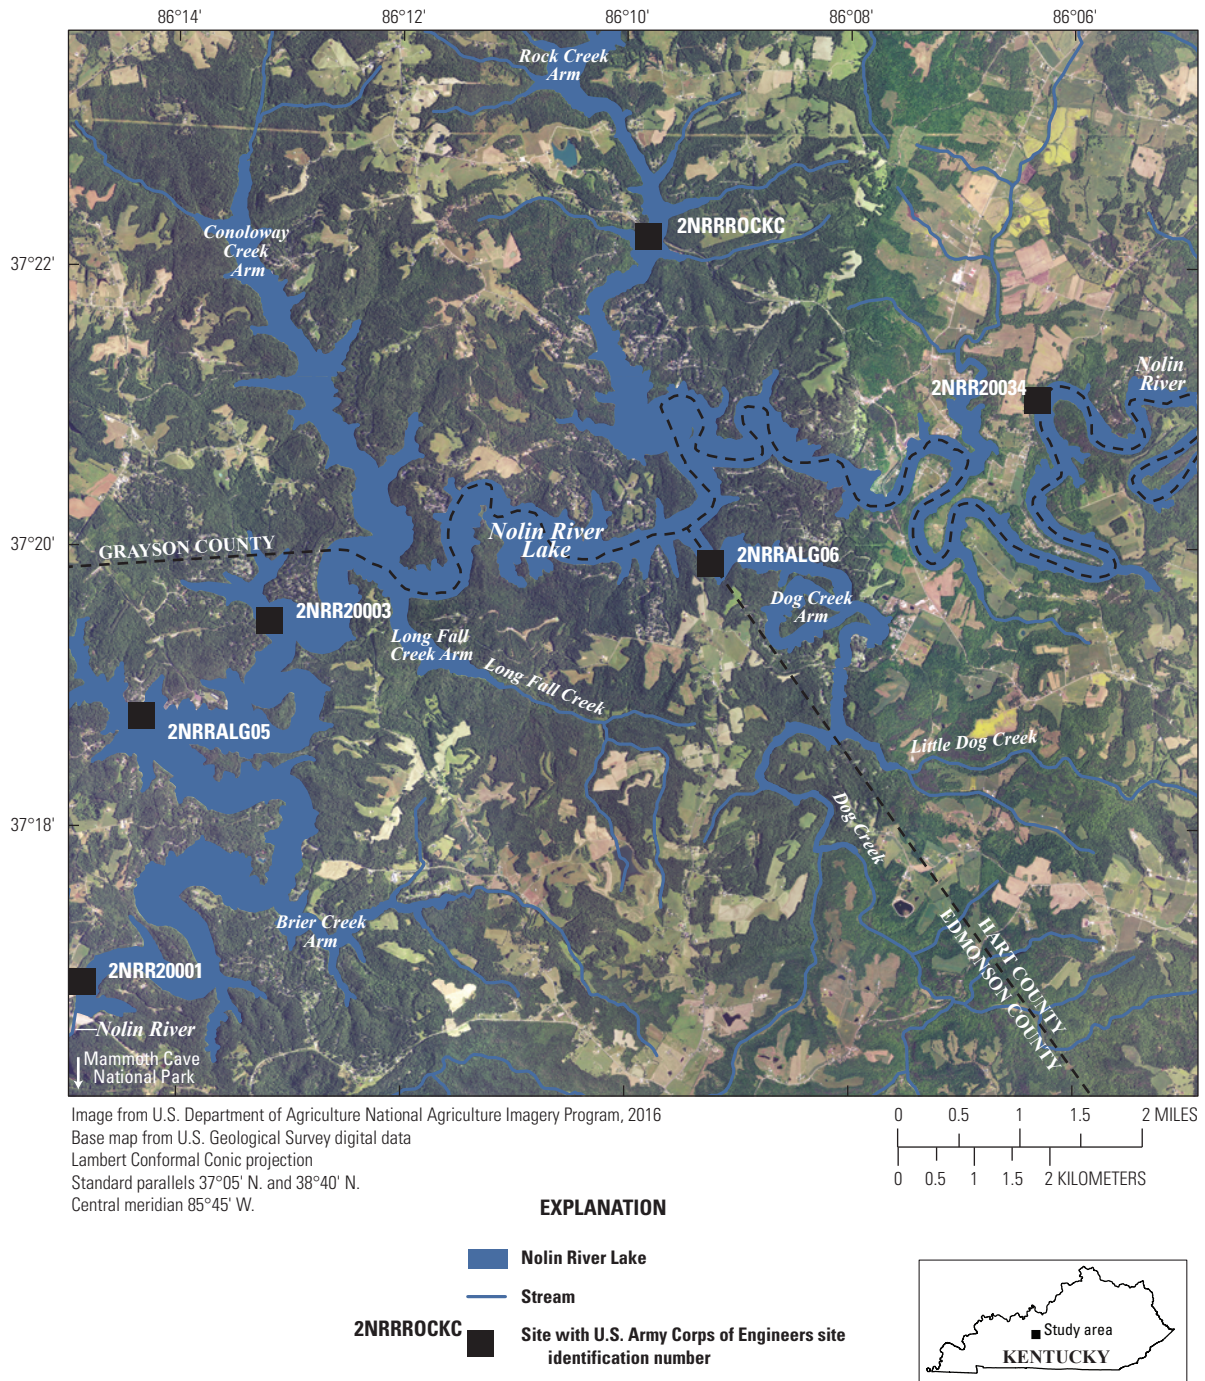 86°14'
86°12'
86°10'
86°08'
86°06'
Rock Creek
Arm
2NRRROCKC
Conoloway
Creek
Arm
37°22'
Nolin
River
2NRR20034
37°20'
GRAYSON COUNTY
Nolin River
Lake
2NRRALG06
2NRR20003
Dog Creek
Arm
Long Fall
Creek Arm
Long Fall Creek
2NRRALG05
Little Dog Creek
37°18'
Dog Creek
Brier Creek
Arm
HART COUNTY
EDMONSON COUNTY
2NRR20001
Nolin River
Mammoth Cave
National Park
Image from U.S. Department of Agriculture National Agriculture Imagery Program, 2016
Base map from U.S. Geological Survey digital data
Lambert Conformal Conic projection
Standard parallels 37°05' N. and 38°40' N.
Central meridian 85°45' W.
0 0.5 1 1.5 2 MILES
0 0.5 1 1.5 2 KILOMETERS
EXPLANATION
Nolin River Lake
Stream
2NRRROCKC
Site with U.S. Army Corps of Engineers site
identification number
Study area
KENTUCKY